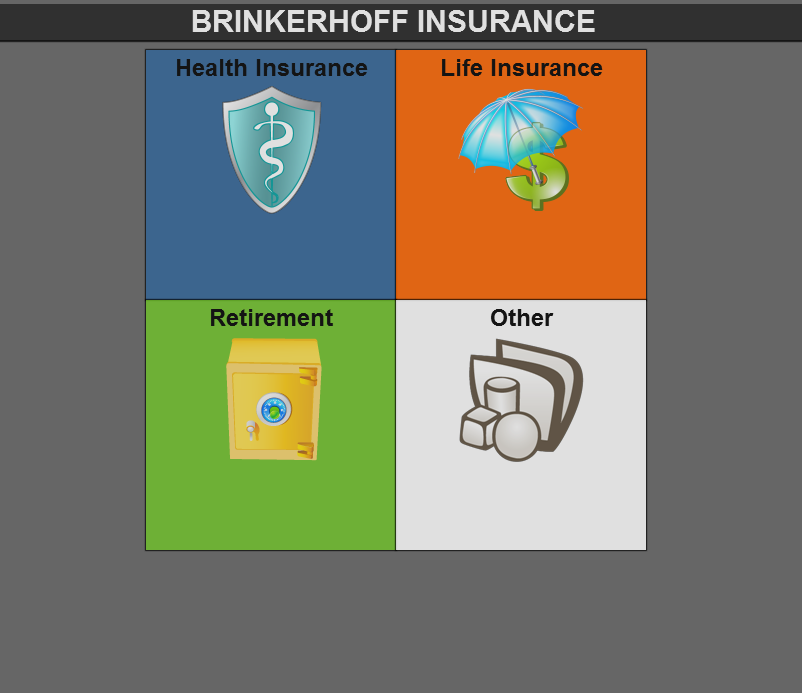 BRINKERHOFF INSURANCE
Health Insurance
Life Insurance
Retirement
Other